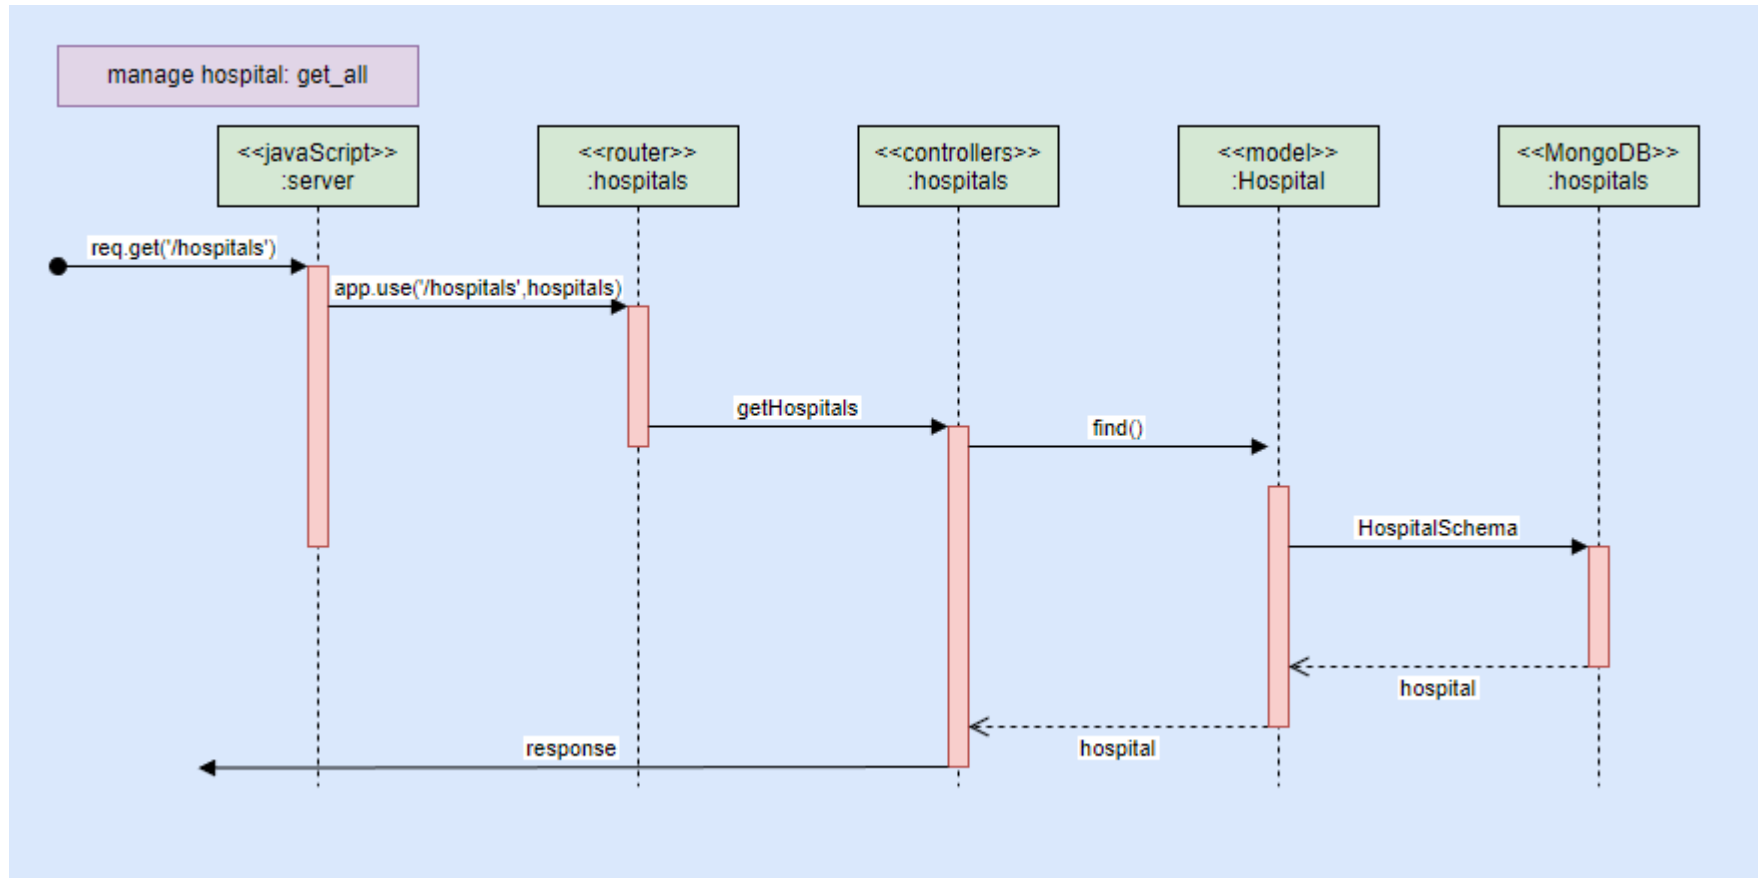 manage hospital: get_all
<<javaScript>>
:server
<<router>>
:hospitals
<<controllers>>
:hospitals
<<model>>
:Hospital
<<MongoDB>>
:hospitals
req.get('/hospitals')
app.use('/hospitals',hospitals)
getHospitals
find()
HospitalSchema
hospital
hospital
response